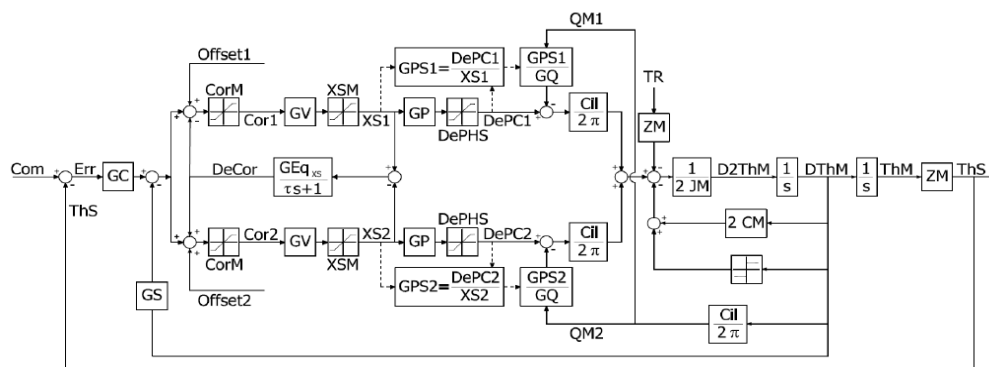 QM1
Offset1
GPS1=DePC1/XS1
GPS1/GQ
TR
CorM
XSM
Cor1
GV
XS1
GP
DePHS
DePC1
Cil/2 π
ZM
Com
Err
GC
DeCor
GEqXS/τs+1
1/2 JM
D2ThM
1/s
DThM
1/s
ThM
ZM
ThS
ThS
DePHS
2 CM
CorM
Cor2
GV
XSM
XS2
GP
DePC2
Cil/2 π
GS
Offset2
GPS2=DePC2/XS2
GPS2/GQ
QM2
Cil/2 π